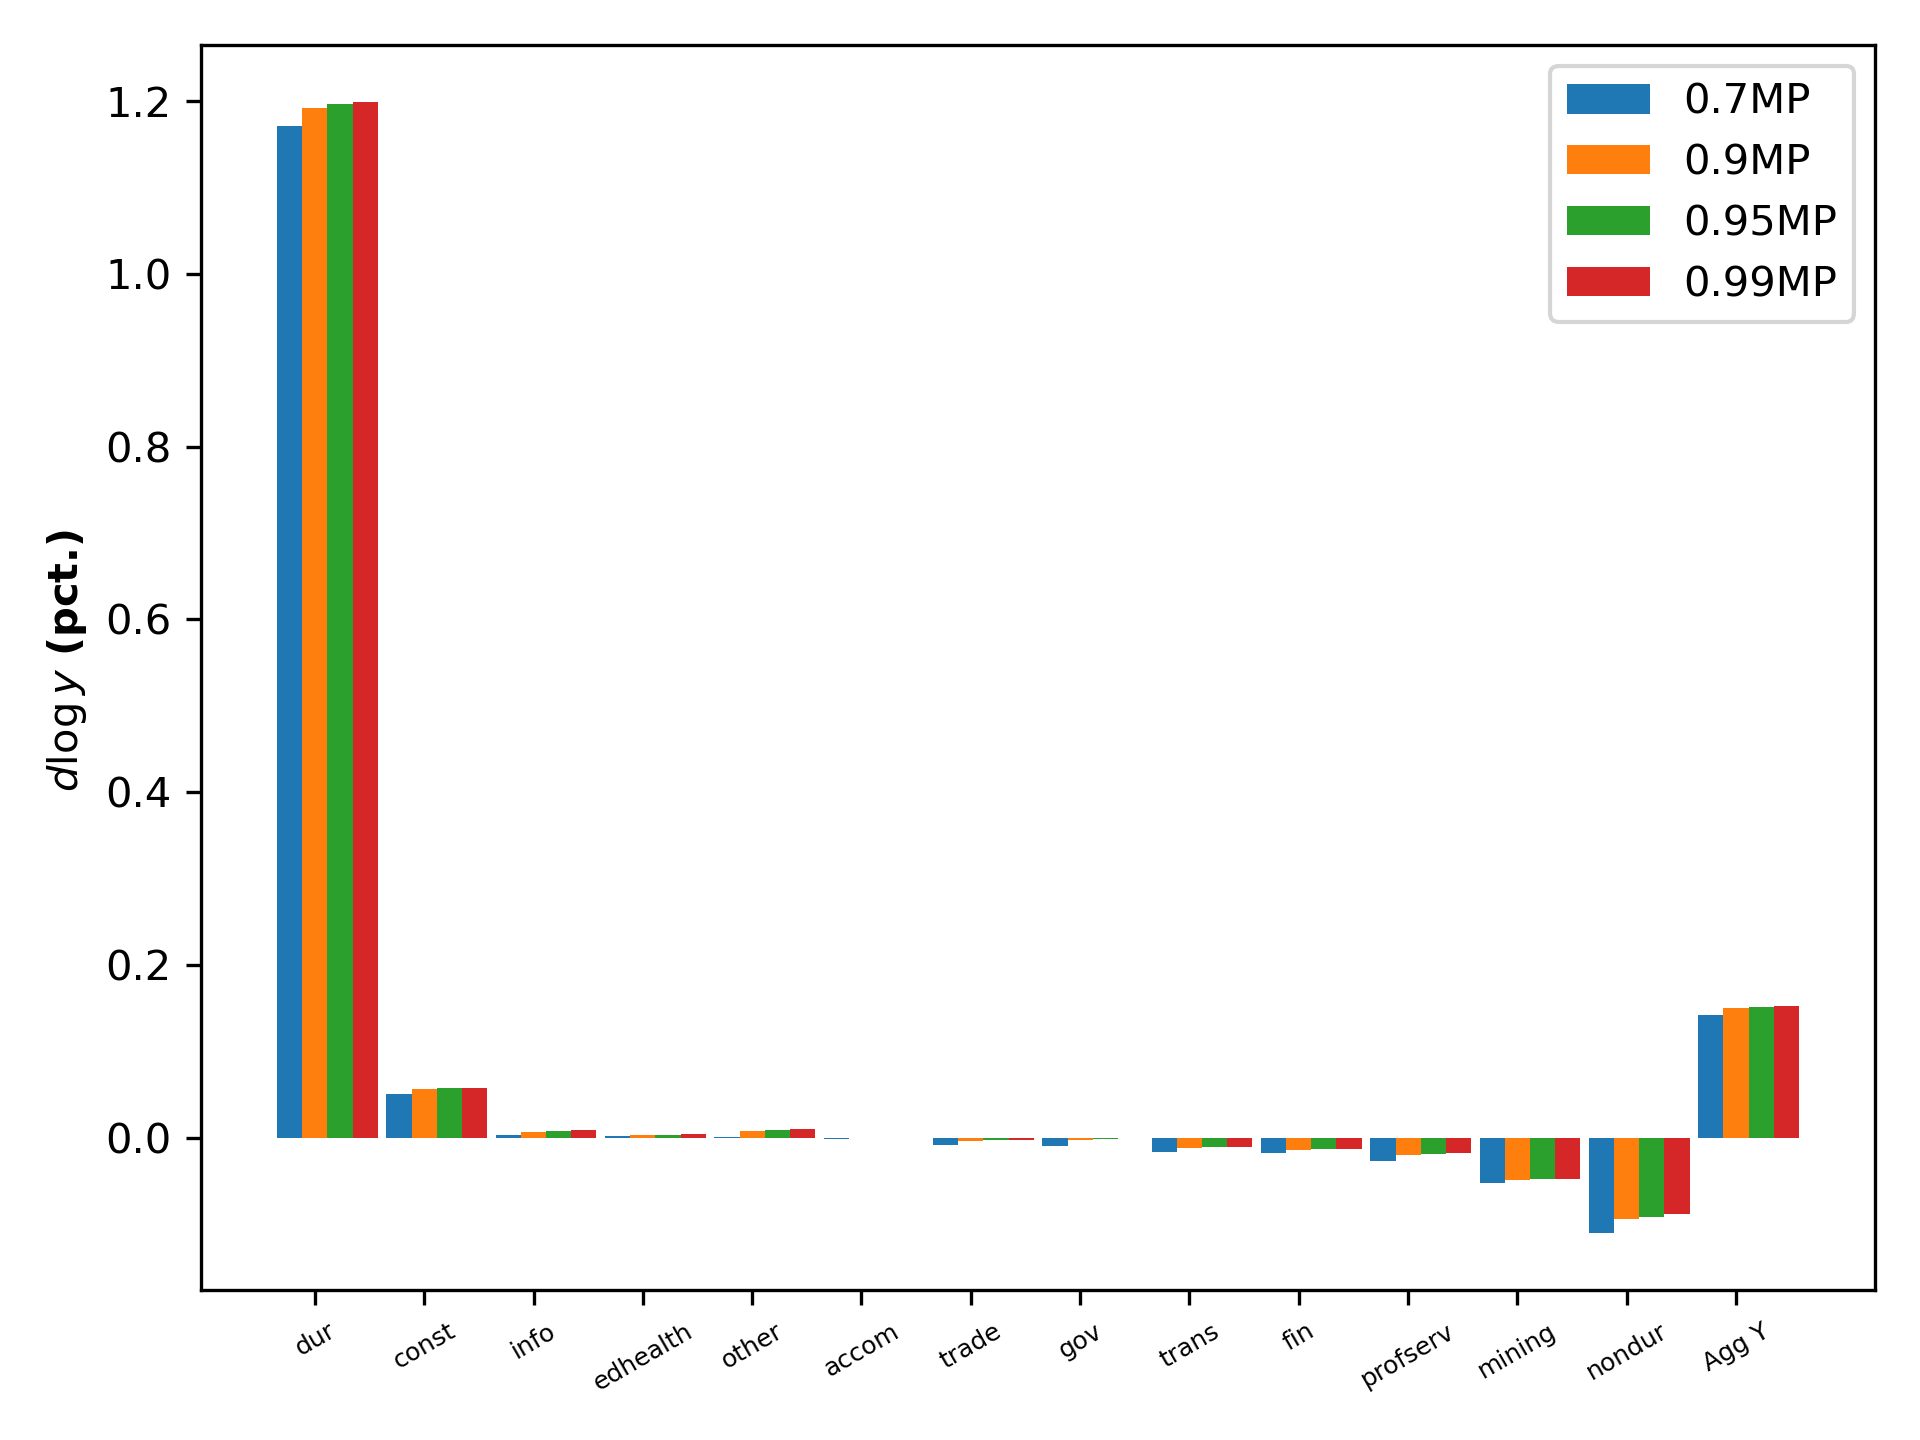 1.2
1.0
0.8
0.6
0.4
0.2
0.0
dlog y (pct.)
0.7MP
0.9MP
0.95MP
0.99MP
dur
const
info
edhealth
other
accom
trade
gov
trans
fin
profserv
mining
nondur
Agg Y